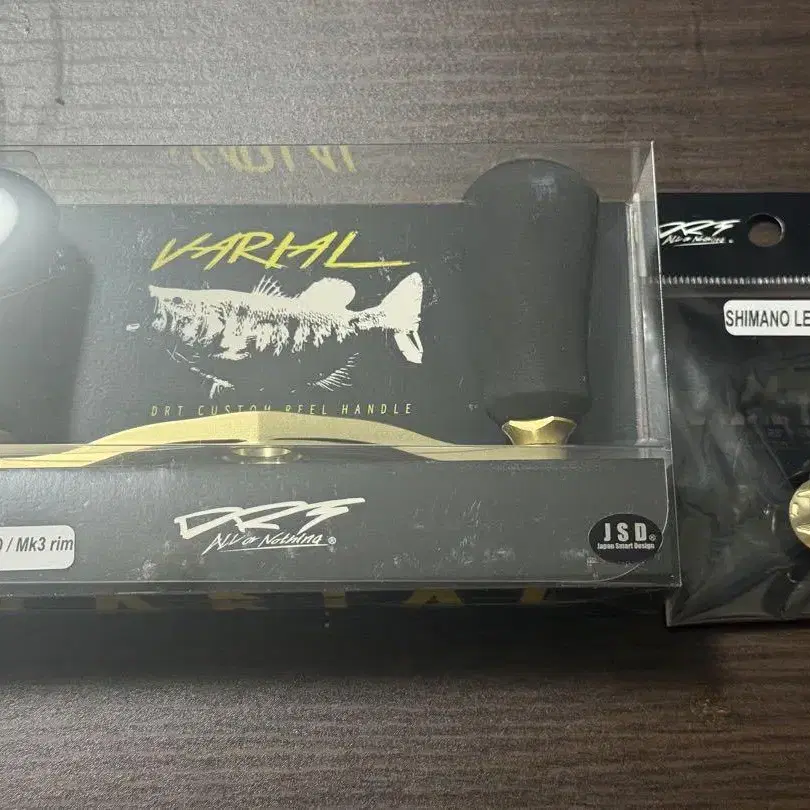 VARIAL
DRT CUSTOM REEL HANDLE
DRT
All or Nothing ®
/ Mk3 rim
JSD®
Japan Smart Design
DRT
All or Nothing ®
SHIMANO LE